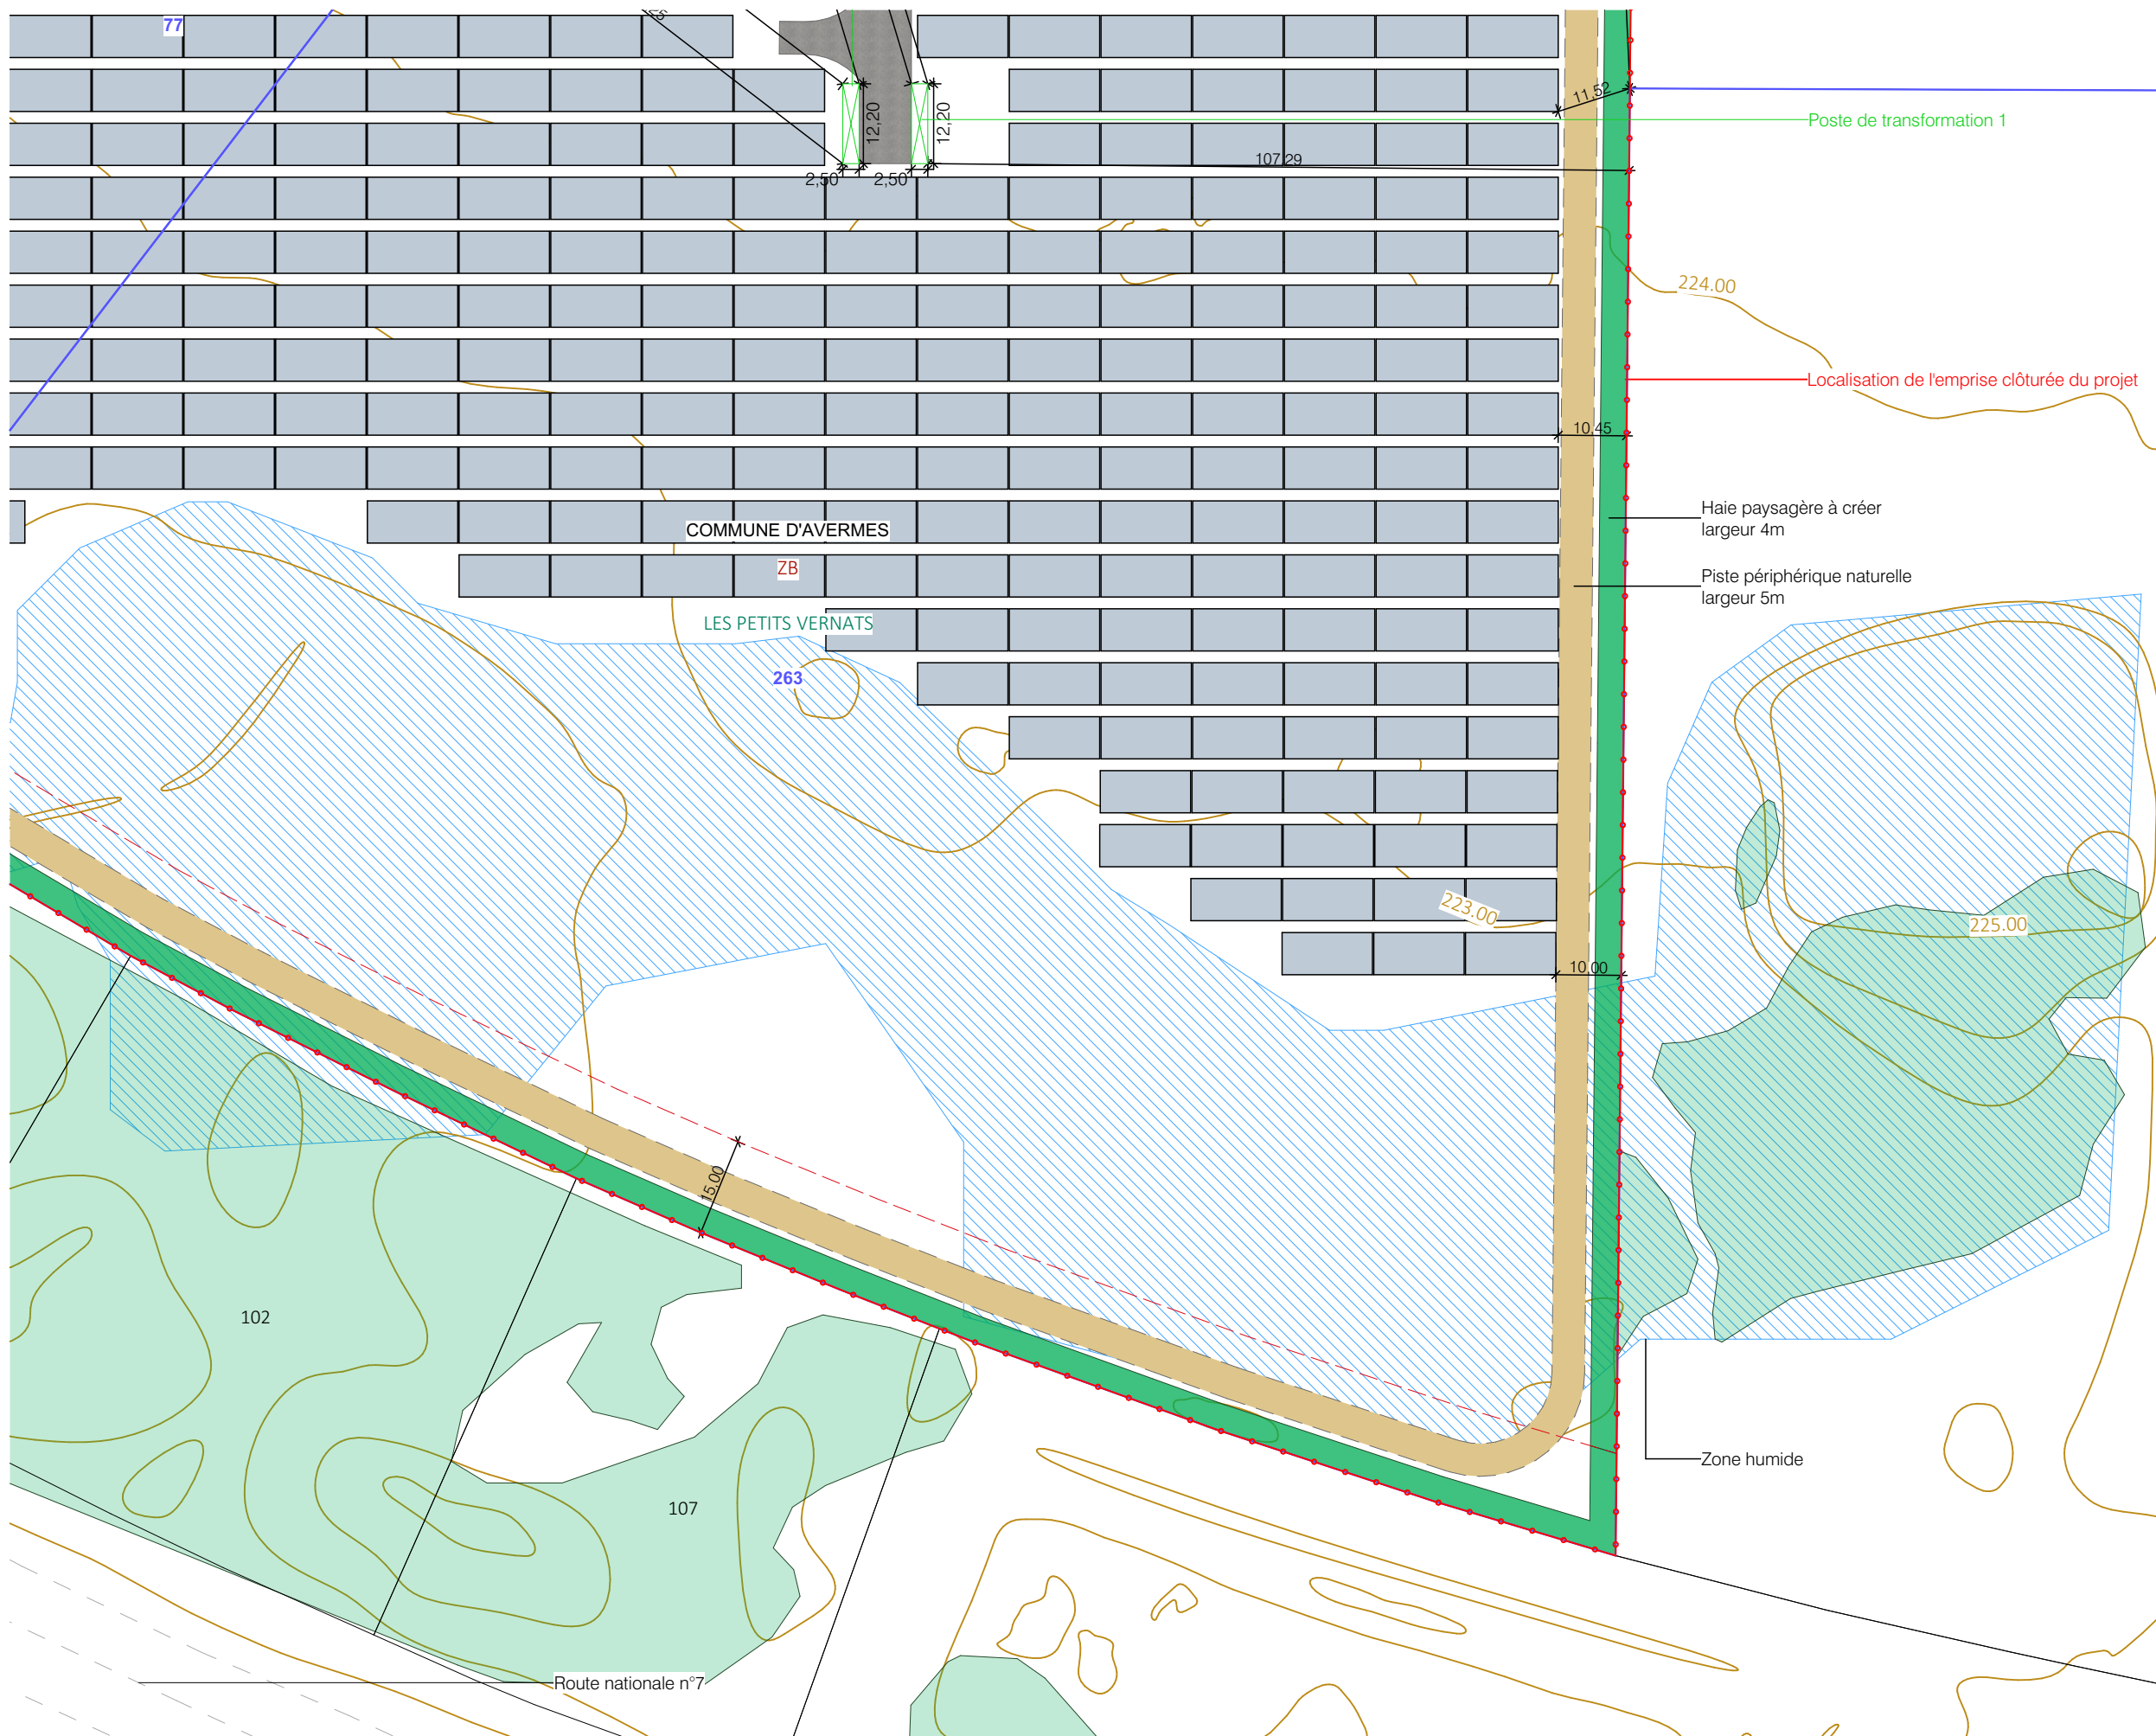 77
25
11,52
12,20
12,20
Poste de transformation 1
107,29
2,50
2,50
224.00
Localisation de l'emprise clôturée du projet
10,45
Haie paysagère à créer
largeur 4m
COMMUNE D'AVERMES
ZB
Piste périphérique naturelle
largeur 5m
LES PETITS VERNATS
263
223.00
225.00
10,00
15,00
102
Zone humide
107
Route nationale n°7